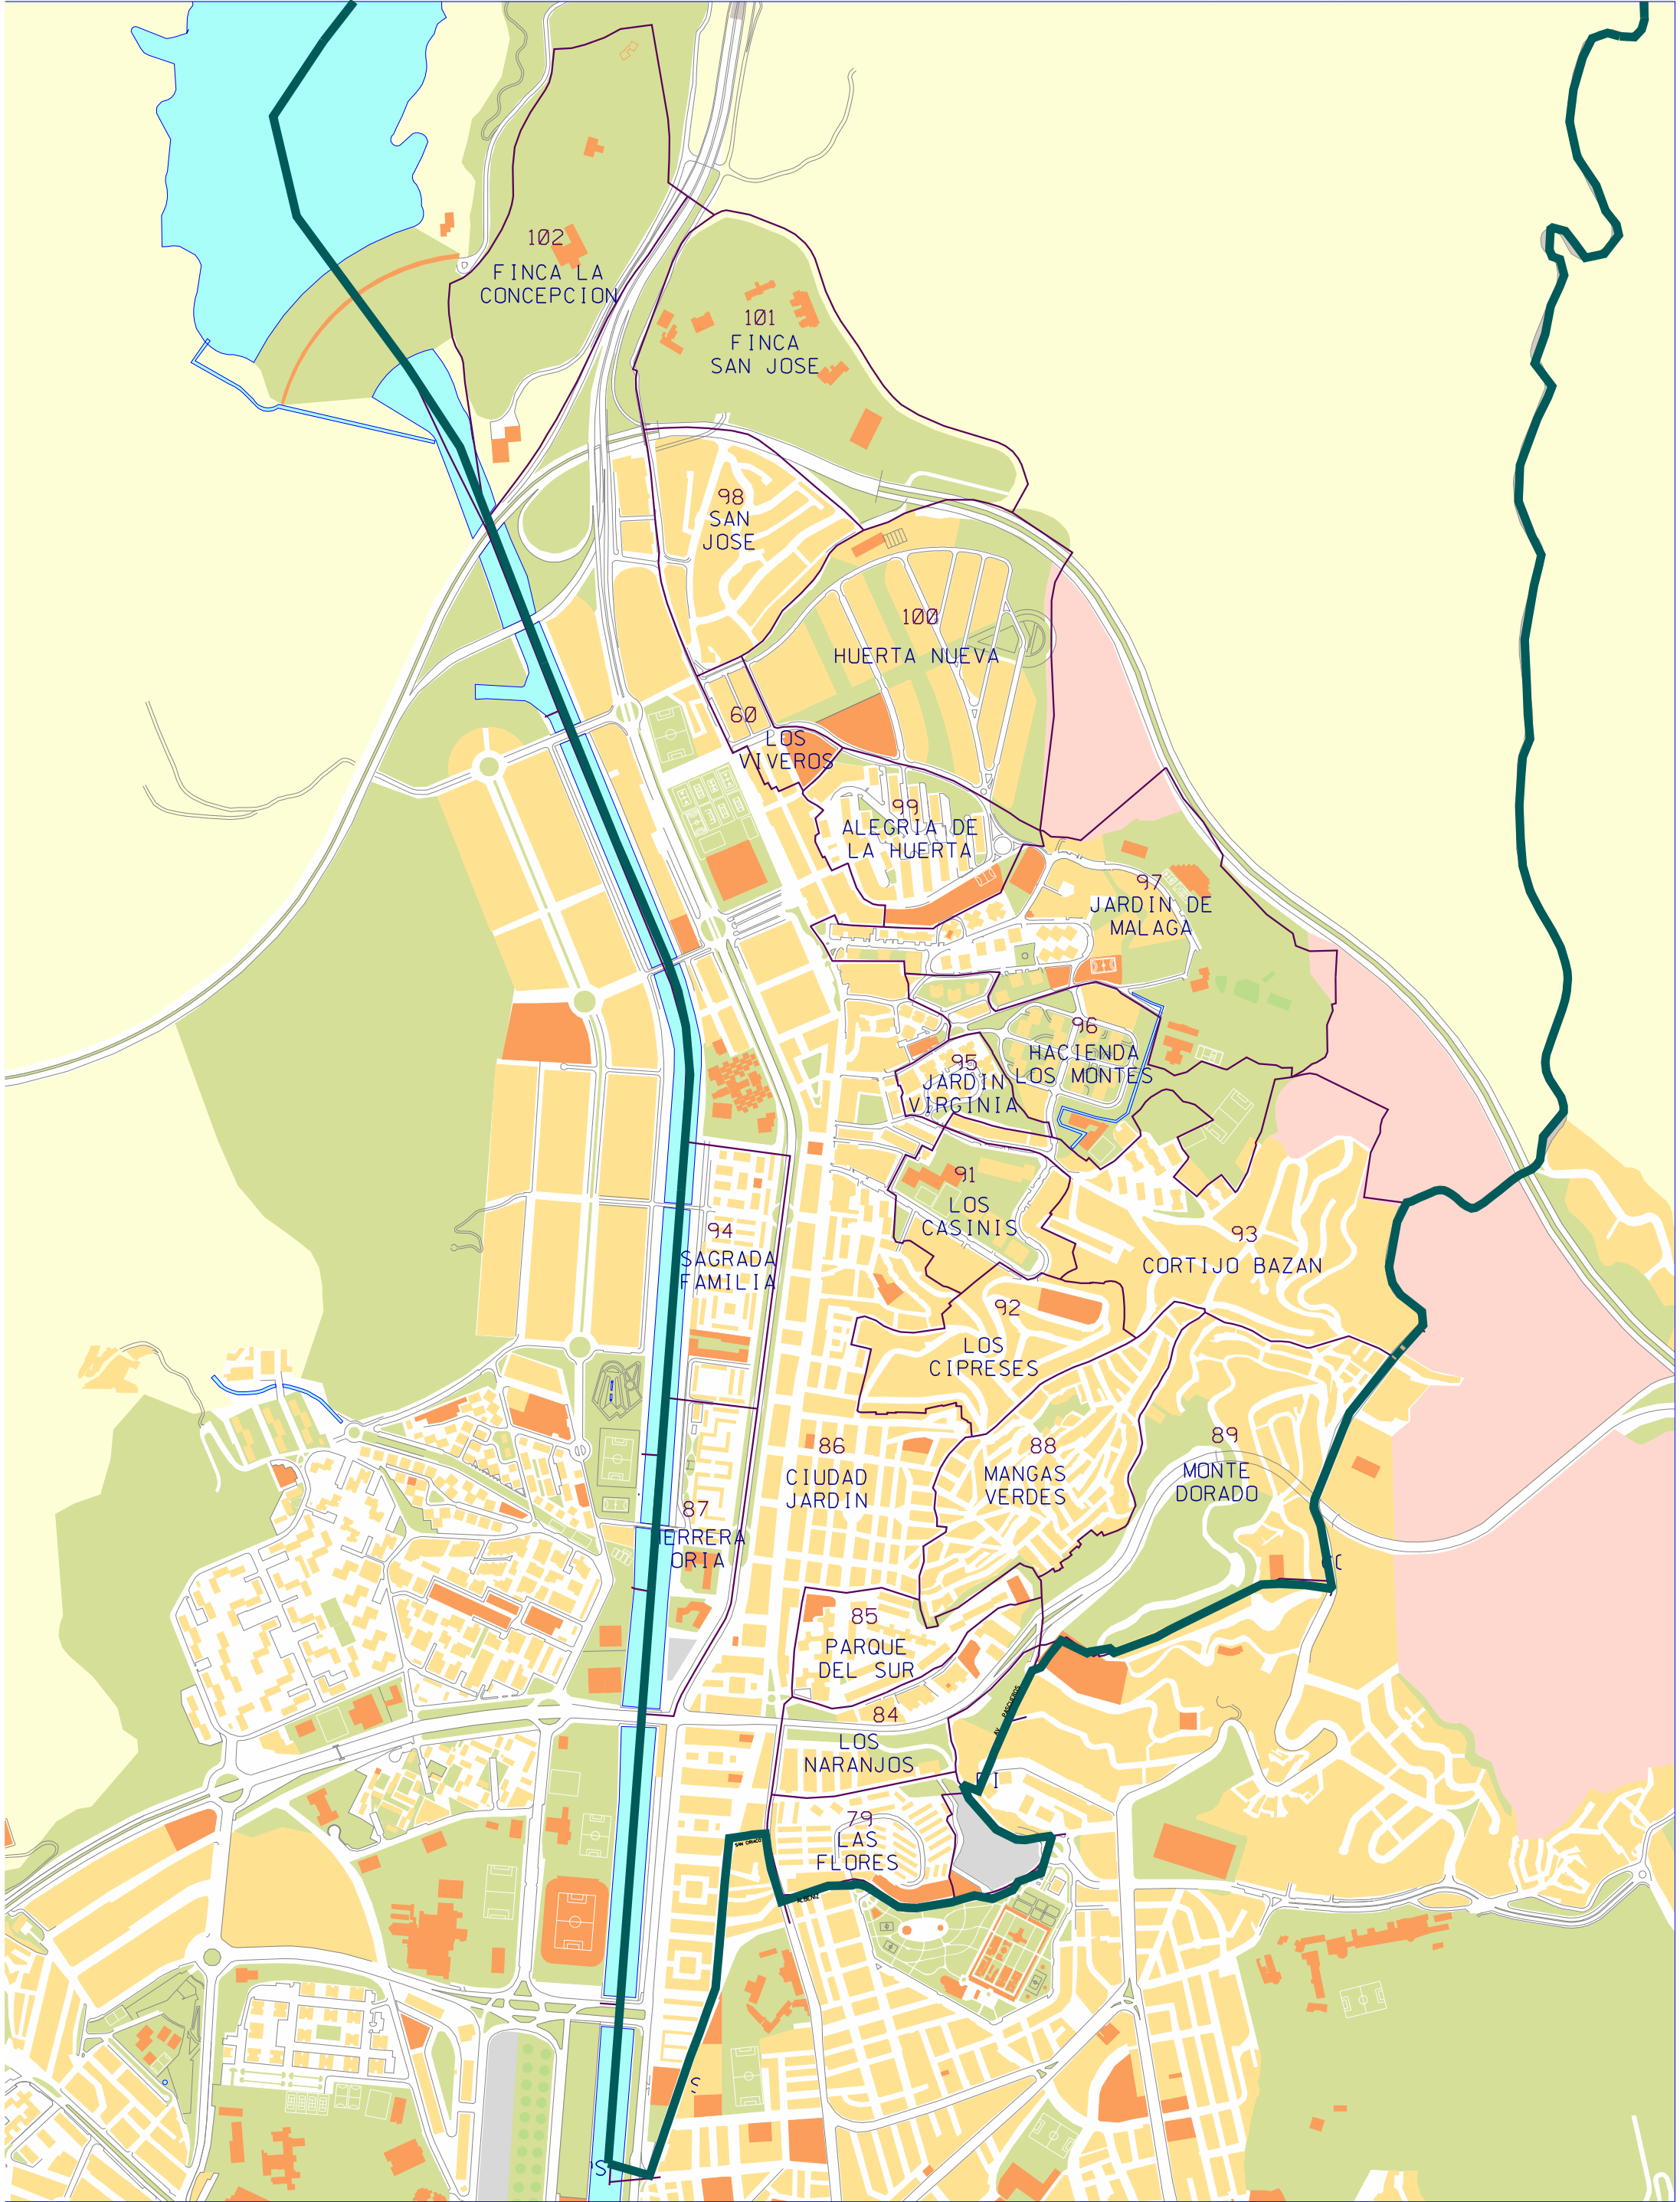 102
FINCA LA
CONCEPCION
101
FINCA
SAN JOSE
98
SAN
JOSE
100
HUERTA NUEVA
60
LOS
VIVEROS
99
ALEGRIA DE
LA HUERTA
97
JARDIN DE
MALAGA
96
HACIENDA
LOS MONTES
95
JARDIN
VIRGINIA
91
LOS
CASINIS
94
SAGRADA
FAMILIA
93
CORTIJO BAZAN
92
LOS
CIPRESES
86
CIUDAD
JARDIN
88
MANGAS
VERDES
89
MONTE
DORADO
87
ERRERA
ORIA
85
PARQUE
DEL SUR
84
LOS
NARANJOS
79
LAS
FLORES
SAN CIRIACO
ALBENIZ
S